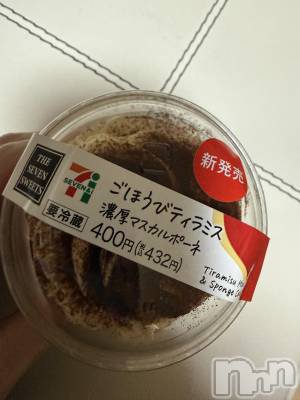 新発売
THE
SEVEN
SWEETS
7
SEVEN & i
要冷蔵
ごほうびティラミス
濃厚マスカルポーネ
400円(税込432円)
Tiramisu
& Sponge